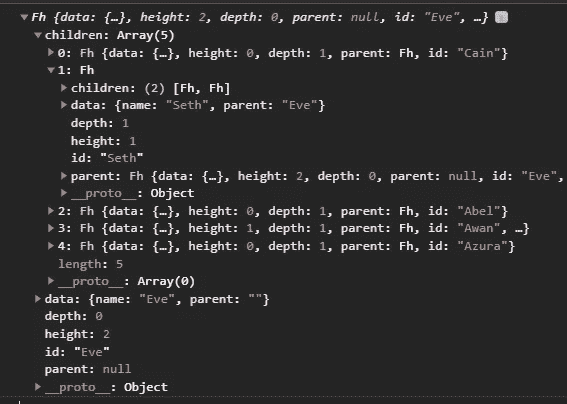 Fh {data: {…}, height: 2, depth: 0, parent: null, id: "Eve", …} i
children: Array(5)
0: Fh {data: {…}, height: 0, depth: 1, parent: Fh, id: "Cain"}
1: Fh
children: (2) [Fh, Fh]
data: {name: "Seth", parent: "Eve"}
depth: 1
height: 1
id: "Seth"
parent: Fh {data: {…}, height: 2, depth: 0, parent: null, id: "Eve",
__proto__: Object
2: Fh {data: {…}, height: 0, depth: 1, parent: Fh, id: "Abel"}
3: Fh {data: {…}, height: 1, depth: 1, parent: Fh, id: "Awan", …}
4: Fh {data: {…}, height: 0, depth: 1, parent: Fh, id: "Azura"}
length: 5
__proto__: Array(0)
data: {name: "Eve", parent: ""}
depth: 0
height: 2
id: "Eve"
parent: null
__proto__: Object